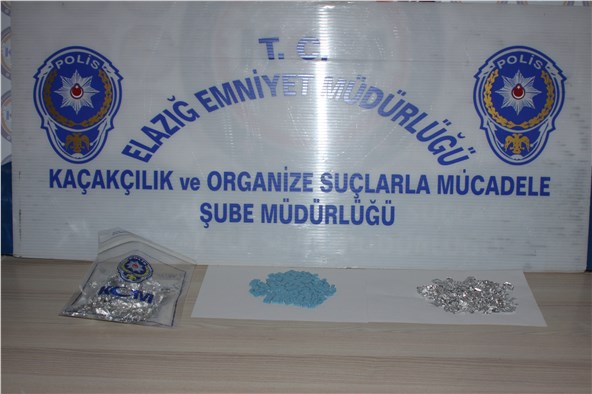 T. C.
ELAZIĞ EMNİYET MÜDÜRLÜĞÜ
POLİS
POLİS
KAÇAKÇILIK ve ORGANİZE SUÇLARLA MÜCADELE
ŞUBE MÜDÜRLÜĞÜ
KOM